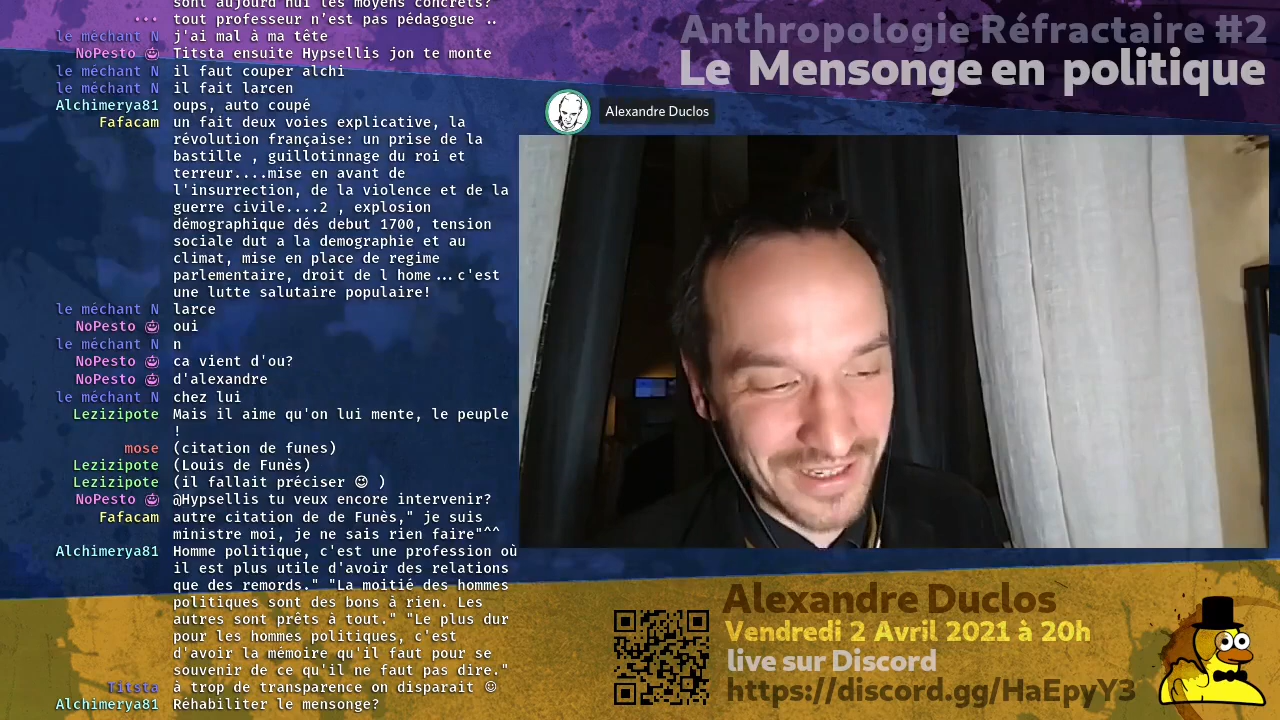 sont aujourd'hui les moyens concrets?
... tout professeur n'est pas pédagogue ..
le méchant N j'ai mal à ma tête
NoPesto 🎃 Titsta ensuite Hypsellis jon te monte
le méchant N il faut couper alchi
le méchant N il fait larcen
Alchimerya81 oups, auto coupé
Fafacam un fait deux voies explicative, la
révolution française: un prise de la
bastille , guillotinnage du roi et
terreur....mise en avant de
l'insurrection, de la violence et de la
guerre civile....2 , explosion
démographique dés debut 1700, tension
sociale dut a la demographie et au
climat, mise en place de regime
parlementaire, droit de l home...c'est
une lutte salutaire populaire!
le méchant N larce
NoPesto 🎃 oui
le méchant N n
NoPesto 🎃 ca vient d'ou?
NoPesto 🎃 d'alexandre
le méchant N chez lui
Lezizipote Mais il aime qu'on lui mente, le peuple
!
mose (citation de funes)
Lezizipote (Louis de Funès)
Lezizipote (il fallait préciser 😉 )
NoPesto 🎃 @Hypsellis tu veux encore intervenir?
Fafacam autre citation de de Funès," je suis
ministre moi, je ne sais rien faire"^^
Alchimerya81 Homme politique, c'est une profession où
il est plus utile d'avoir des relations
que des remords." "La moitié des hommes
politiques sont des bons à rien. Les
autres sont prêts à tout." "Le plus dur
pour les hommes politiques, c'est
d'avoir la mémoire qu'il faut pour se
souvenir de ce qu'il ne faut pas dire."
Titsta à trop de transparence on disparait ☺
Alchimerya81 Réhabiliter le mensonge?
Anthropologie Réfractaire #2
Le Mensonge en politique
Alexandre Duclos
Alexandre Duclos
Vendredi 2 Avril 2021 à 20h
live sur Discord
https://discord.gg/HaEpyY3